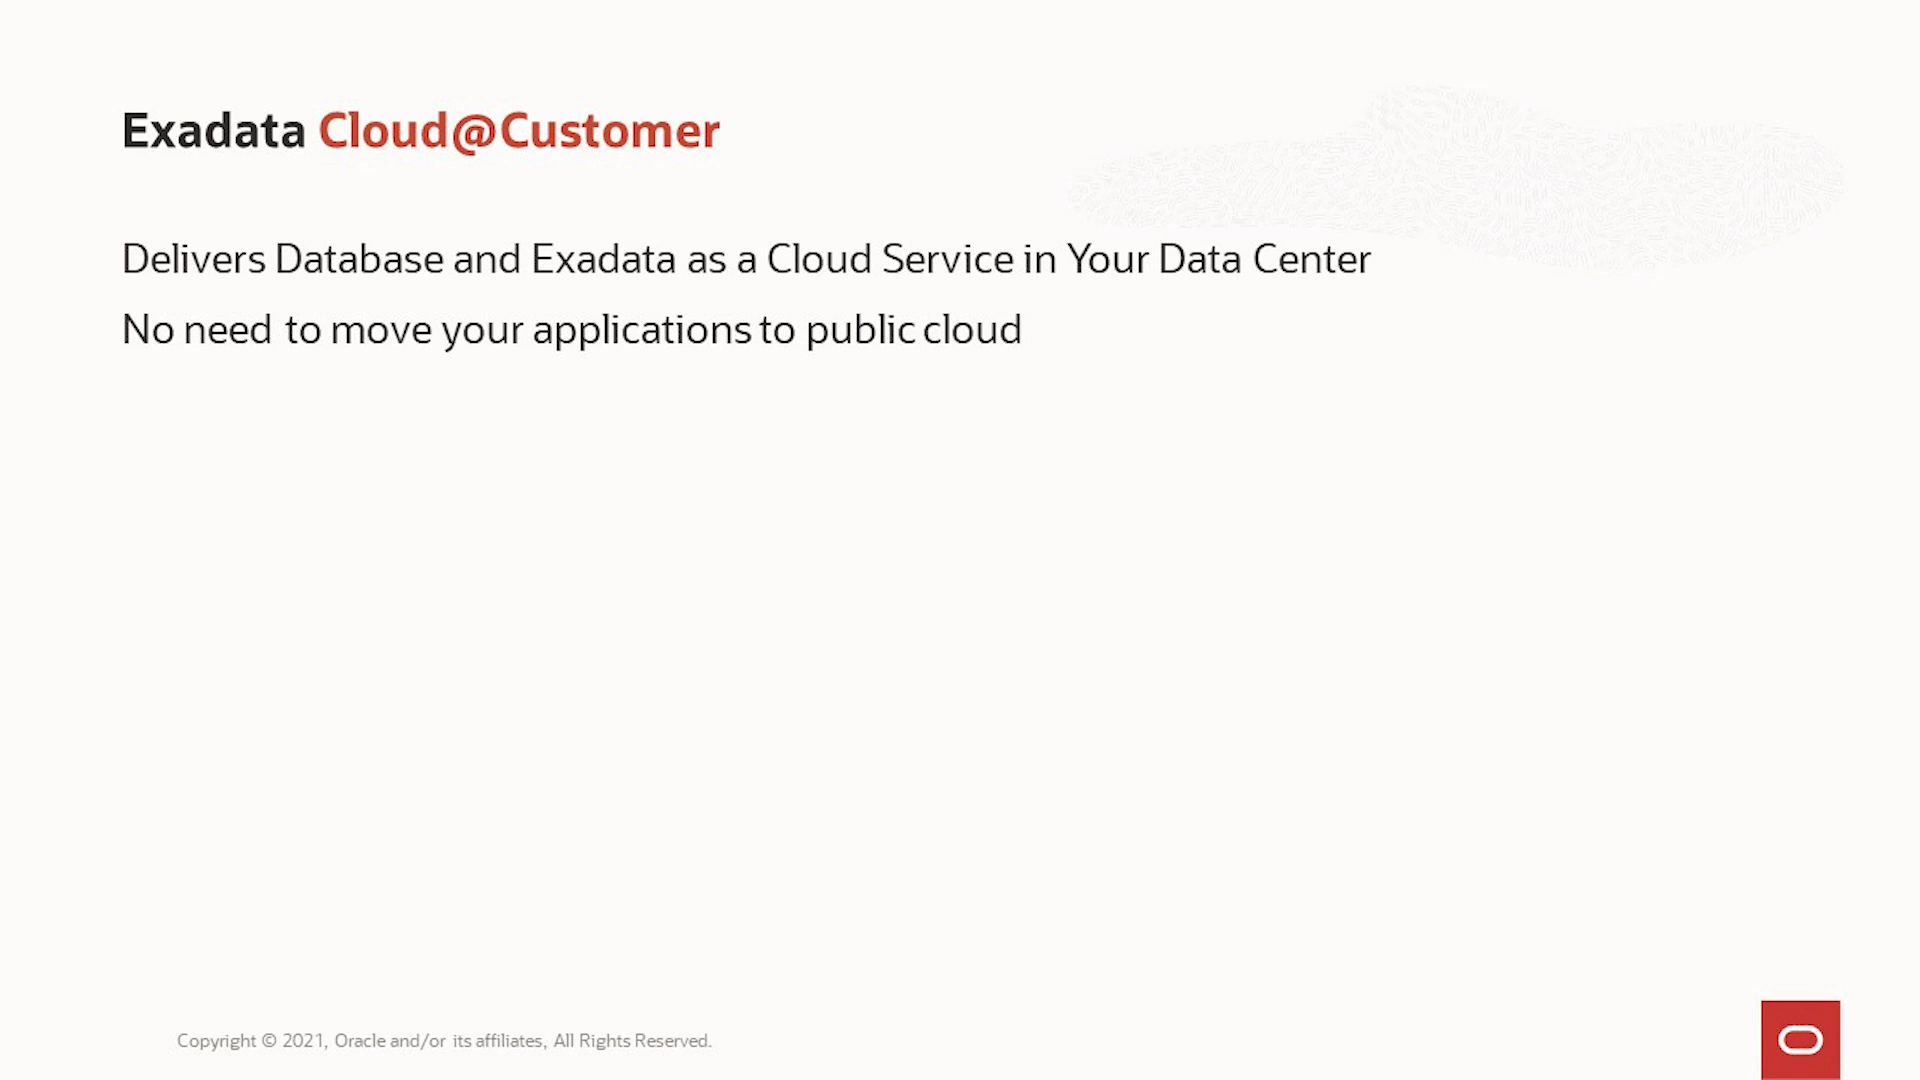 Exadata Cloud@Customer
Delivers Database and Exadata as a Cloud Service in Your Data Center
No need to move your applications to public cloud
Copyright © 2021, Oracle and/or its affiliates, All Rights Reserved.